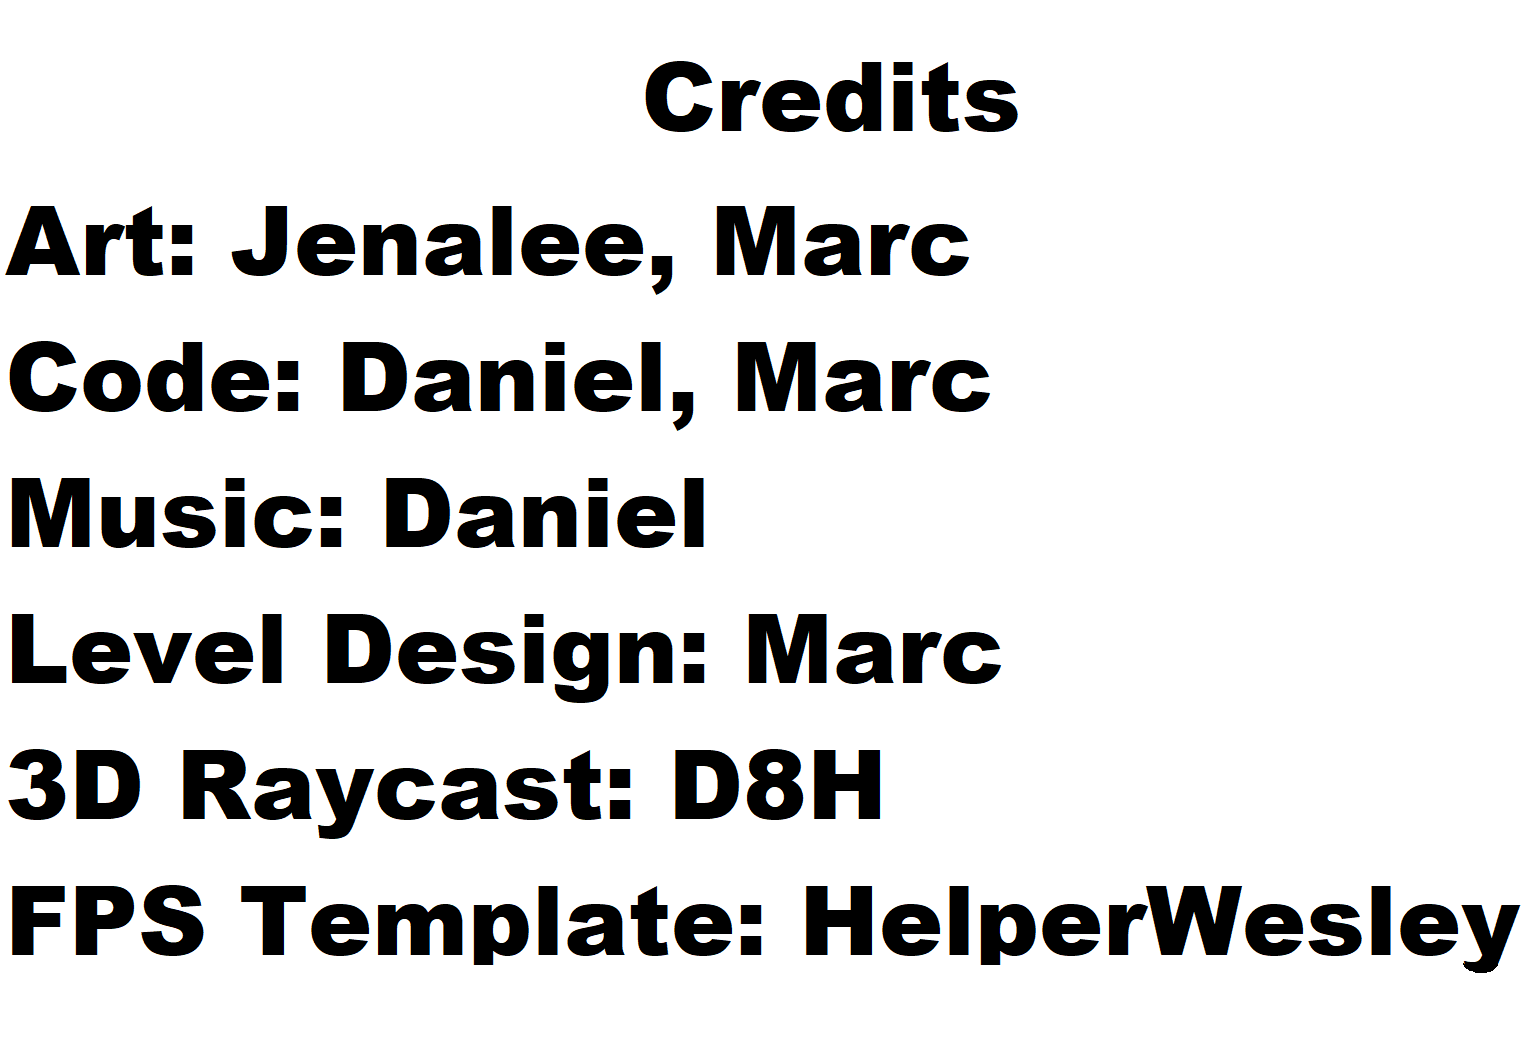 Credits
Art: Jenalee, Marc
Code: Daniel, Marc
Music: Daniel
Level Design: Marc
3D Raycast: D8H
FPS Template: HelperWesley